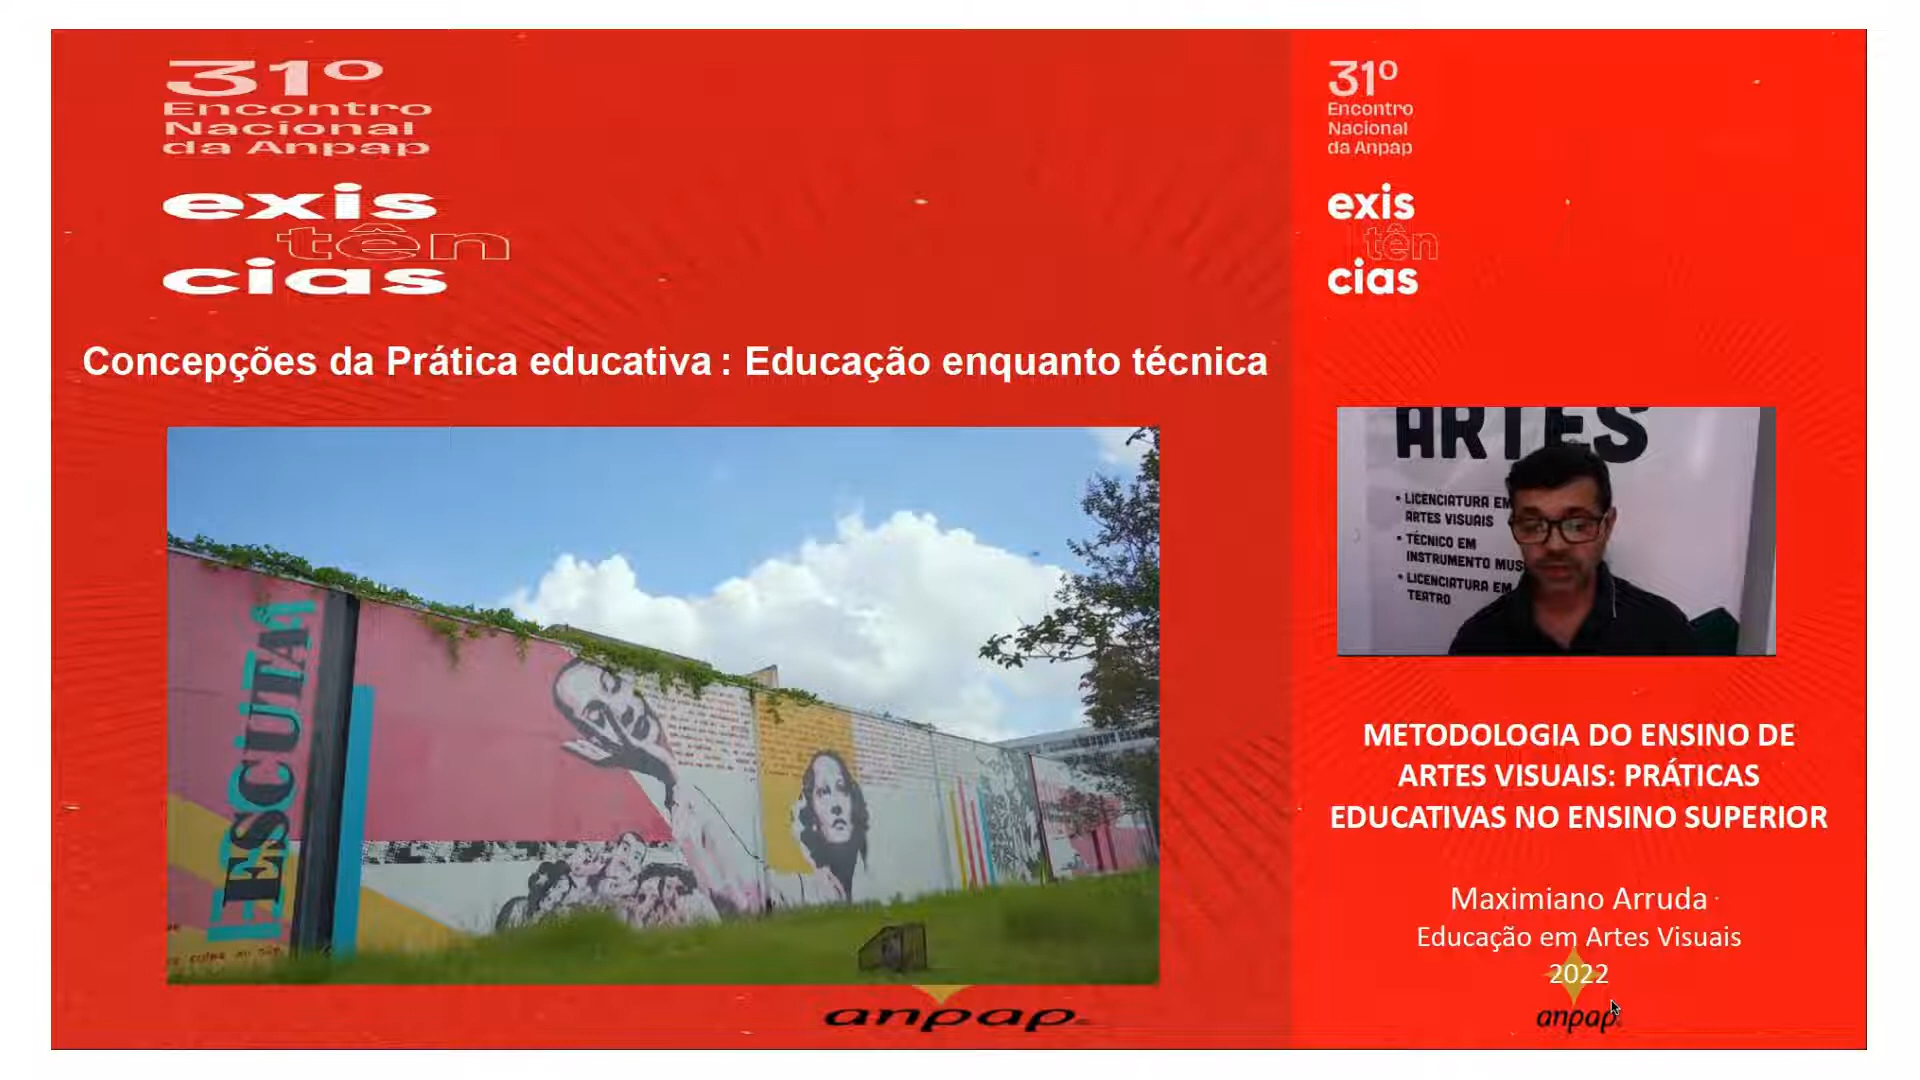 31º
Encontro
Nacional
da Anpap
exis
tên
cias
Concepções da Prática educativa : Educação enquanto técnica
ESCUTA
anpap
31º
Encontro
Nacional
da Anpap
exis
tên
cias
ARTES
• LICENCIATURA EM
ARTES VISUAIS
• TÉCNICO EM
INSTRUMENTO MUS
• LICENCIATURA EM
TEATRO
METODOLOGIA DO ENSINO DE
ARTES VISUAIS: PRÁTICAS
EDUCATIVAS NO ENSINO SUPERIOR
Maximiano Arruda
Educação em Artes Visuais
2022
anpap